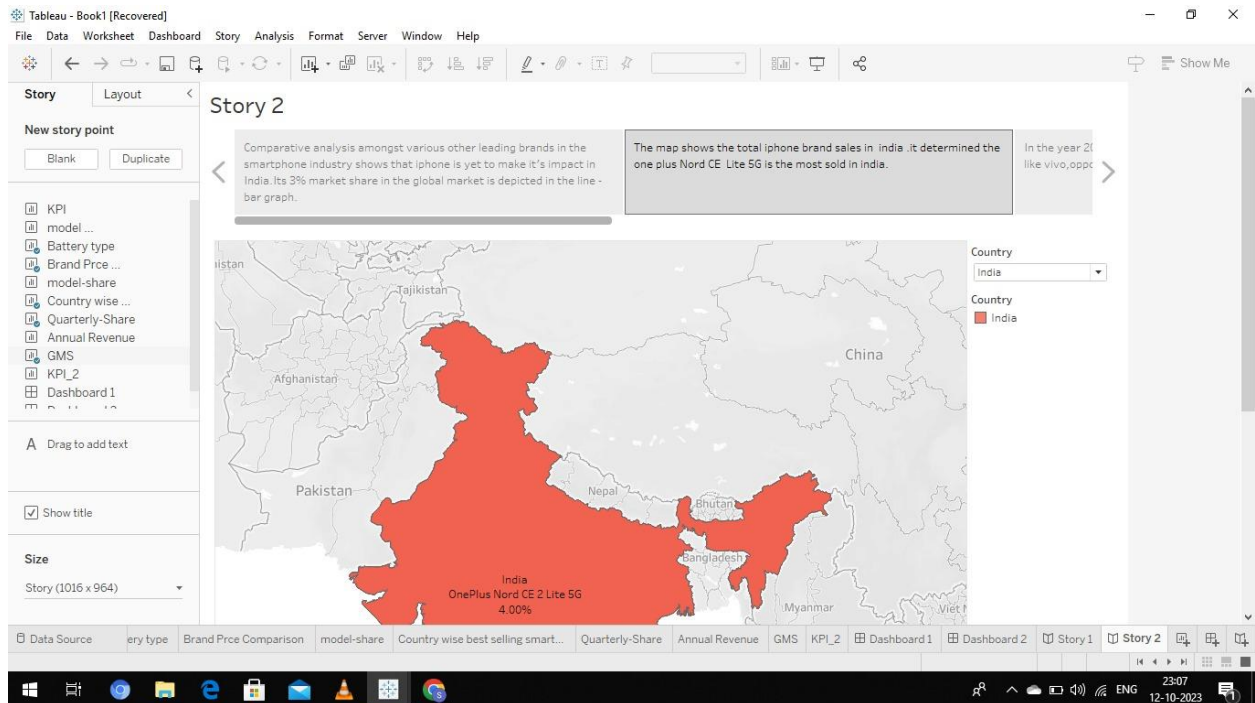 Tableau - Book1 [Recovered]
File Data Worksheet Dashboard Story Analysis Format Server Window Help
Show Me
Story Layout
New story point
Blank Duplicate
KPI
model ...
Battery type
Brand Prce ...
model-share
Country wise ...
Quarterly-Share
Annual Revenue
GMS
KPI_2
Dashboard 1
A Drag to add text
Show title
Size
Story (1016 x 964)
Story 2
Comparative analysis amongst various other leading brands in the
smartphone industry shows that iphone is yet to make it's impact in
India. Its 3% market share in the global market is depicted in the line -
bar graph.
The map shows the total iphone brand sales in india .it determined the
one plus Nord CE Lite 5G is the most sold in india.
In the year 20
like vivo,oppo
Country
India
Country
India
istan
Tajikistan
China
Afghanistan
Pakistan
Nepal
Bhutan
Bangladesh
India
OnePlus Nord CE 2 Lite 5G
4.00%
Myanmar
Viet
Data Source ery type Brand Prce Comparison model-share Country wise best selling smart... Quarterly-Share Annual Revenue GMS KPI_2 Dashboard 1 Dashboard 2 Story 1 Story 2
ENG
23:07
12-10-2023